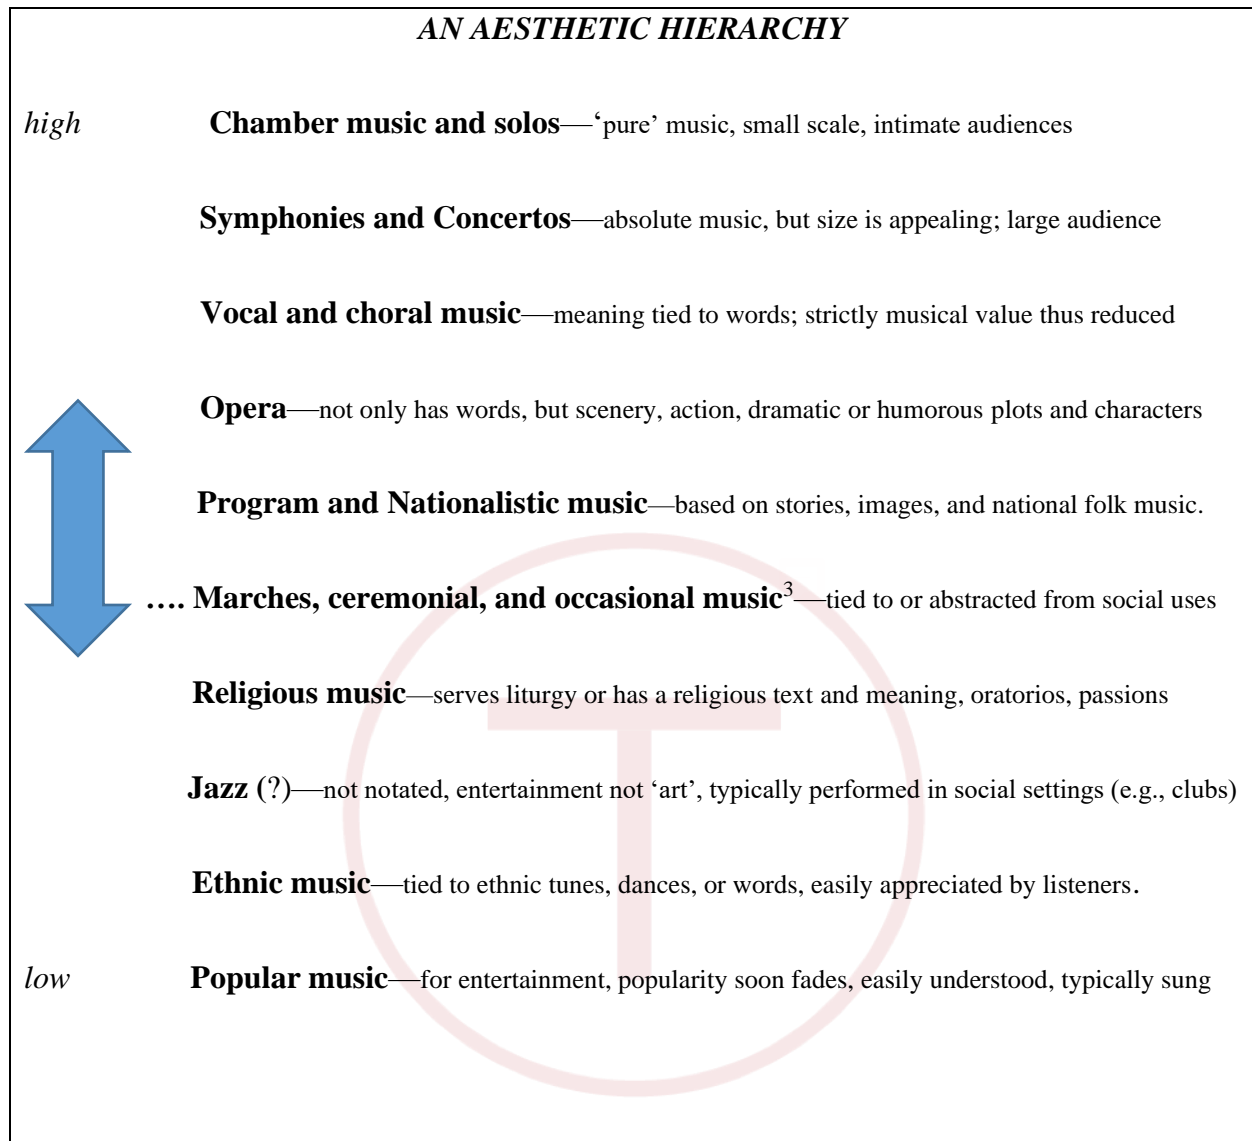 AN AESTHETIC HIERARCHY
high Chamber music and solos—‘pure’ music, small scale, intimate audiences
Symphonies and Concertos—absolute music, but size is appealing; large audience
Vocal and choral music—meaning tied to words; strictly musical value thus reduced
Opera—not only has words, but scenery, action, dramatic or humorous plots and characters
Program and Nationalistic music—based on stories, images, and national folk music.
…. Marches, ceremonial, and occasional music3—tied to or abstracted from social uses
Religious music—serves liturgy or has a religious text and meaning, oratorios, passions
Jazz (?)—not notated, entertainment not ‘art’, typically performed in social settings (e.g., clubs)
Ethnic music—tied to ethnic tunes, dances, or words, easily appreciated by listeners.
low Popular music—for entertainment, popularity soon fades, easily understood, typically sung
T